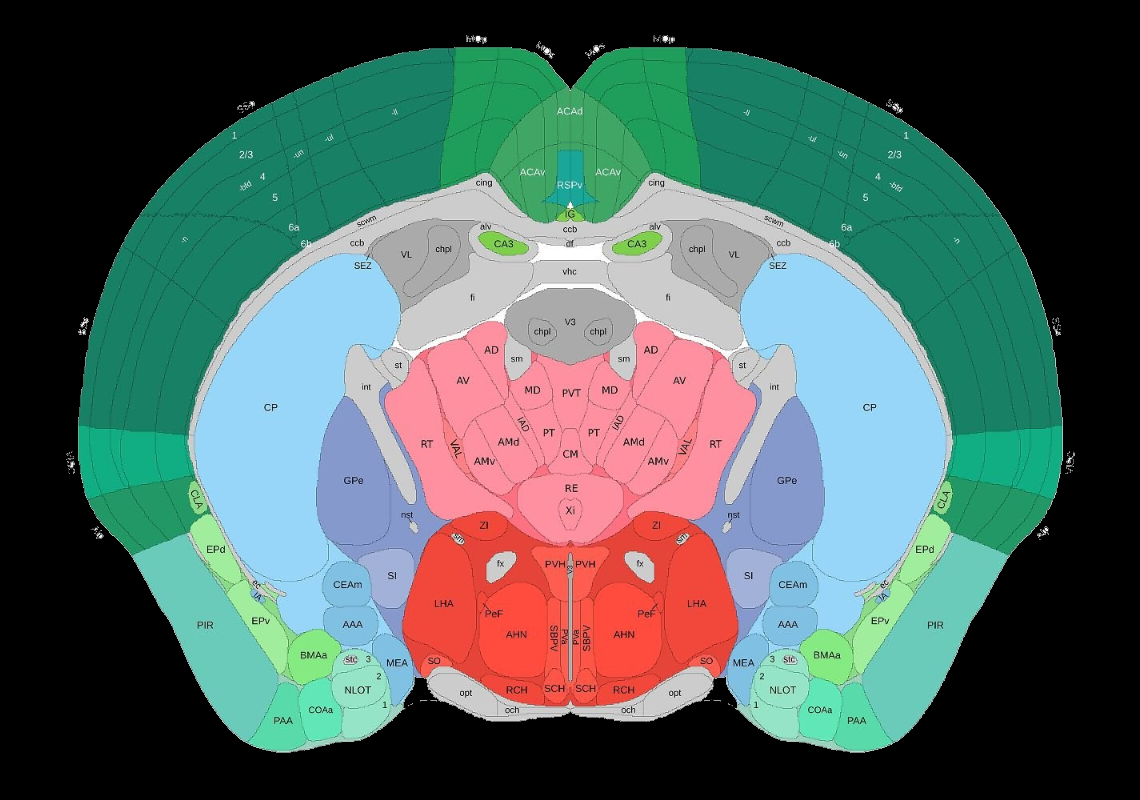 MOp MOs MOs MOp
ACAd
1 2/3 4 5 6a 6b
-bfd -un -ul -ll -n
-ll -ul -un -bfd -n
1 2/3 4 5 6a 6b
ACAv RSPv ACAv
cing cing
IG
scwm alv ccb alv scwm
ccb CA3 df CA3 ccb
SEZ VL chpl chpl VL SEZ
fi vhc fi
V3
chpl chpl
AD sm sm AD
st st
int AV MD PVT MD AV int
CP CP
IAD IAD
PT PT
RT VAL AMd CM AMd VAL RT
AMv AMv
GPe RE GPe
CLA Xi CLA
nst ZI ZI nst
EPd fx PVH V3 PVH fx EPd
SI SI
ec CEAm CEAm ec
IA LHA PeF PeF LHA IA
EPv AAA AHN SBPV PVa PVa SBPV AHN AAA EPv
PIR PIR
BMAa stc 3 MEA SO SO MEA 3 stc BMAa
2 NLOT NLOT 2
opt RCH SCH SCH RCH opt
PAA COAa 1 och och 1 COAa PAA